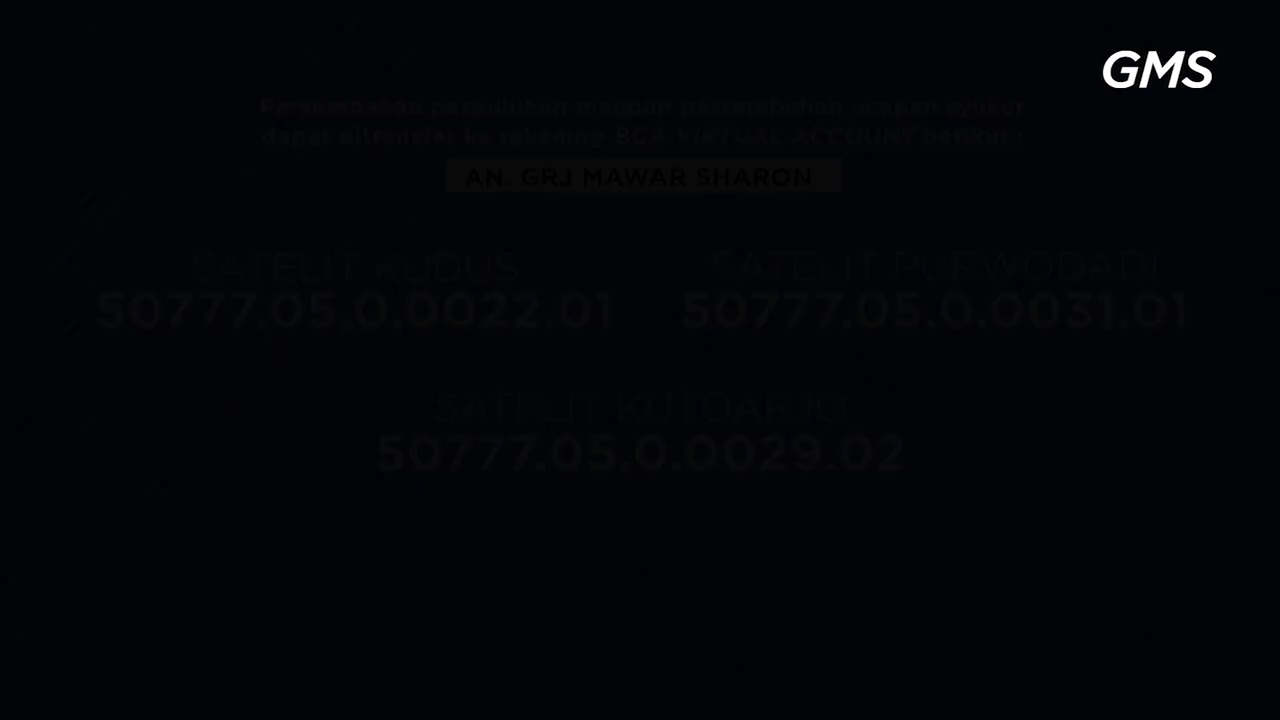 GMS
Persembahan perpuluhan maupun persembahan ucapan syukur
dapat ditransfer ke rekening BCA VIRTUAL ACCOUNT berikut :
AN. GRJ MAWAR SHARON
SATELIT KUDUS
50777.05.0.0022.01
SATELIT PURWODADI
50777.05.0.0031.01
SATELIT KUTOARJO
50777.05.0.0029.02